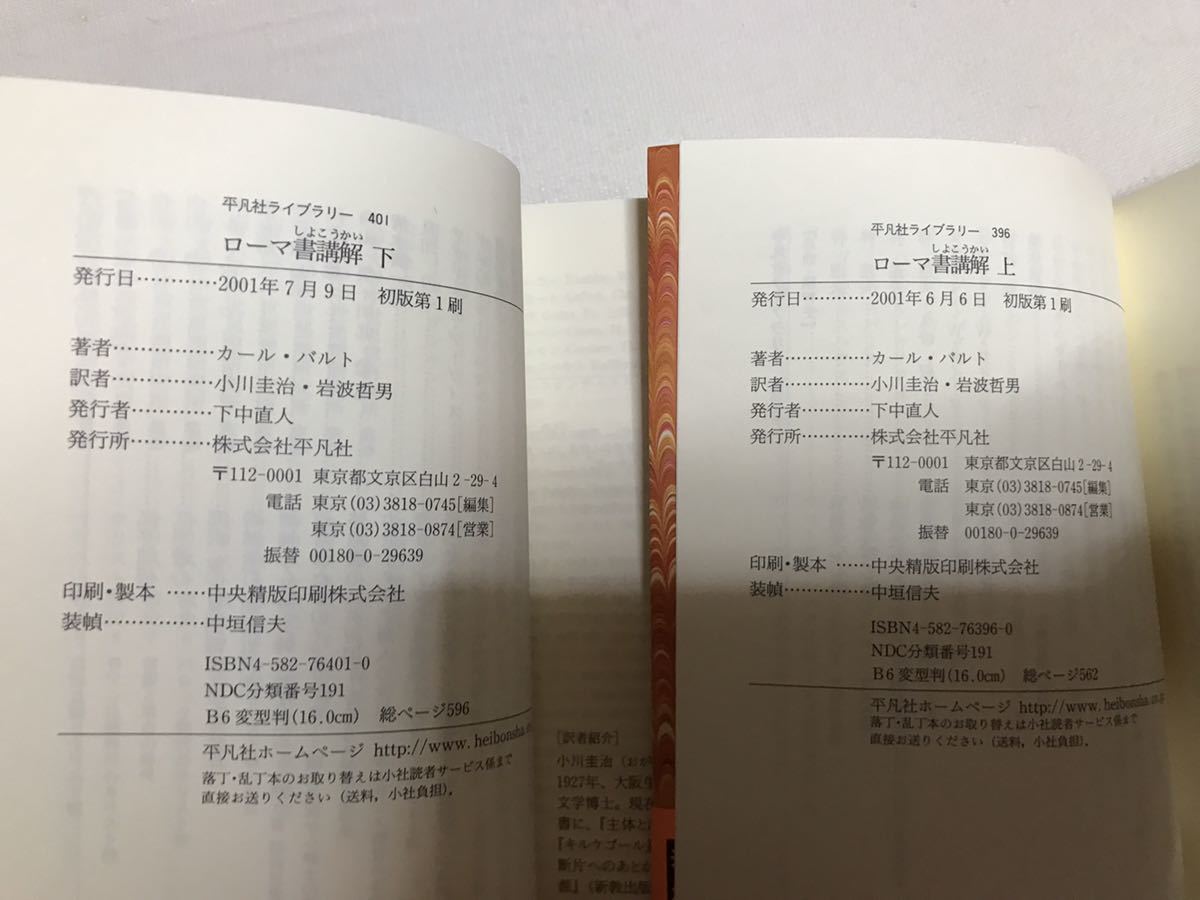 平凡社ライブラリー 401
しよこうかい
ローマ書講解 下
発行日…………2001年7月9日 初版第1刷
著者……………カール・バルト
訳者……………小川圭治・岩波哲男
発行者…………下中直人
発行所…………株式会社平凡社
〒112-0001 東京都文京区白山2-29-4
電話 東京(03)3818-0745[編集]
東京(03)3818-0874[営業]
振替 00180-0-29639
印刷・製本 ……中央精版印刷株式会社
装幀……………中垣信夫
ISBN4-582-76401-0
NDC分類番号191
B6変型判(16.0cm) 総ページ596
平凡社ホームページ http://www.heibonsha.
落丁・乱丁本のお取り替えは小社読者サービス係まで
直接お送りください(送料,小社負担).
[訳者紹介]
小川圭治(おが
1927年、大阪
文学博士。現在
書に、『主体と
『キルケゴール
断片へのあとが
(新教出版
平凡社ライブラリー 396
しよこうかい
ローマ書講解 上
発行日…………2001年6月6日 初版第1刷
著者……………カール・バルト
訳者……………小川圭治・岩波哲男
発行者…………下中直人
発行所…………株式会社平凡社
〒112-0001 東京都文京区白山2-29-4
電話 東京(03)3818-0745[編集]
東京(03)3818-0874[営業]
振替 00180-0-29639
印刷・製本 ……中央精版印刷株式会社
装幀……………中垣信夫
ISBN4-582-76396-0
NDC分類番号191
B6変型判(16.0cm) 総ページ562
平凡社ホームページ http://www.heibonsha.co.jp
落丁・乱丁本のお取り替えは小社読者サービス係まで
直接お送りください(送料,小社負担).